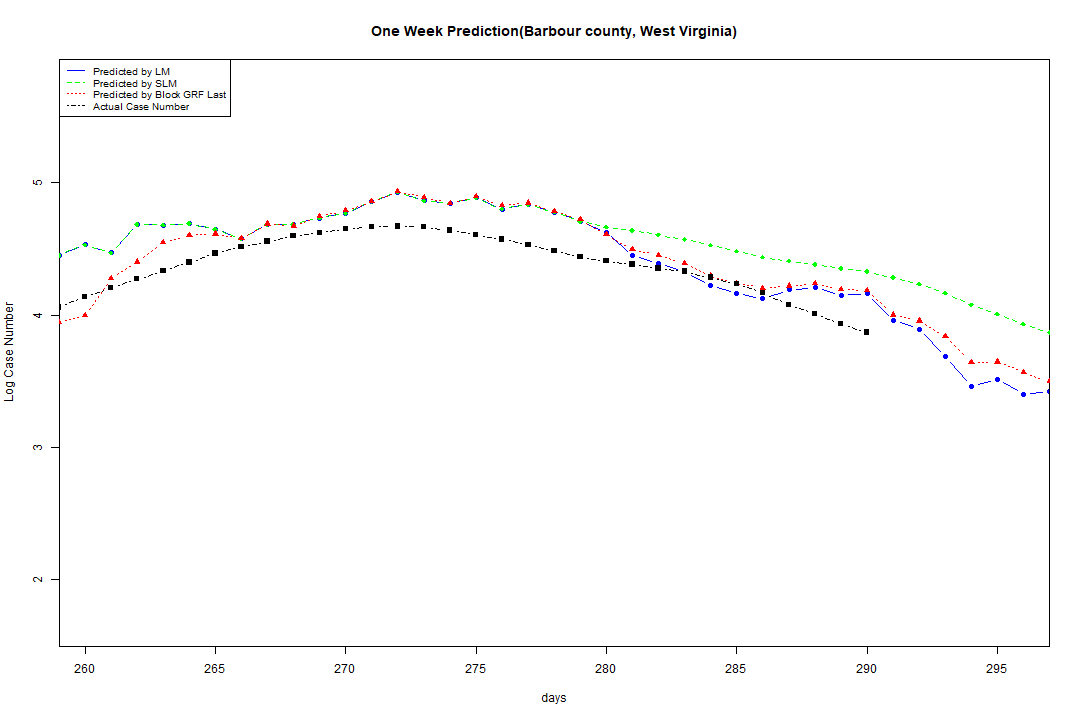 One Week Prediction(Barbour county, West Virginia)
Predicted by LM
Predicted by SLM
Predicted by Block GRF Last
Actual Case Number
5
4
3
2
Log Case Number
260 265 270 275 280 285 290 295
days